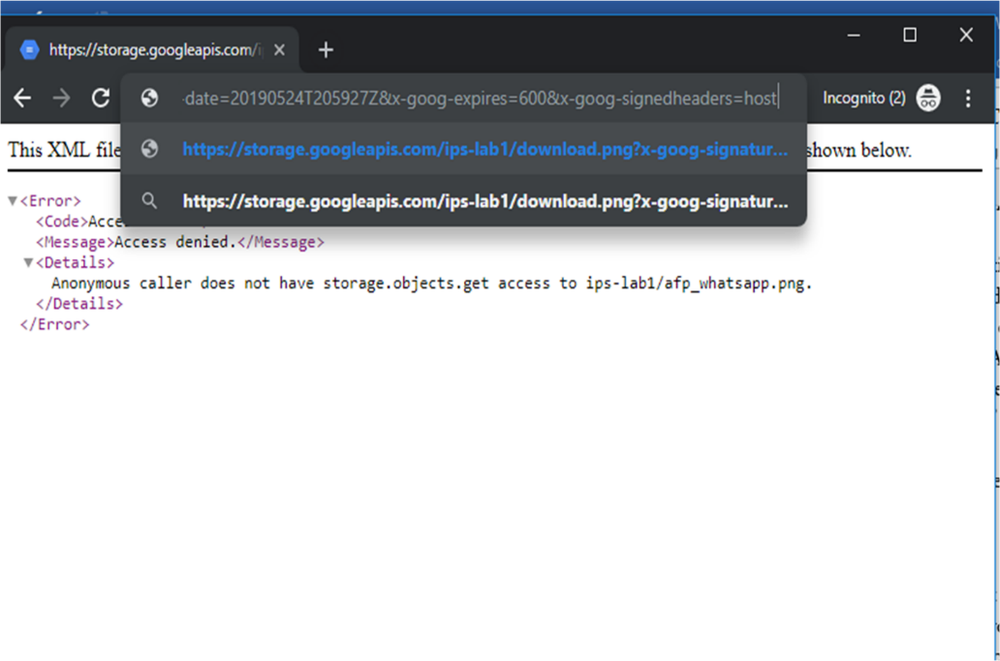 https://storage.googleapis.com/i
Incognito (2)
-date=20190524T205927Z&x-goog-expires=600&x-goog-signedheaders=host
https://storage.googleapis.com/ips-lab1/download.png?x-goog-signatur...
https://storage.googleapis.com/ips-lab1/download.png?x-goog-signatur...
This XML file shown below.
<Error>
<Code>Acce
<Message>Access denied.</Message>
<Details>
Anonymous caller does not have storage.objects.get access to ips-lab1/afp_whatsapp.png.
</Details>
</Error>